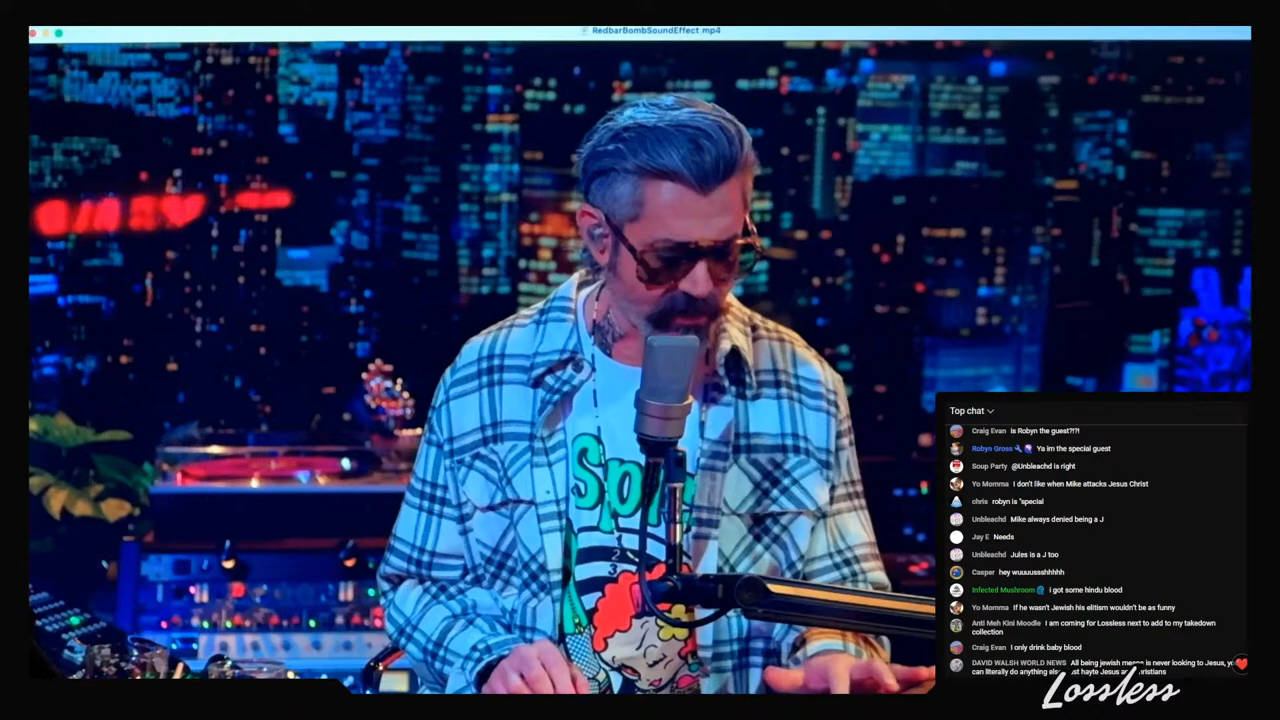 RedbarBombSoundEffect.mp4
Top chat
Craig Evan is Robyn the guest?!?!
Robyn Gross Ya im the special guest
Soup Party @Unbleachd is right
Yo Momma I don't like when Mike attacks Jesus Christ
chris robyn is "special
Unbleachd Mike always denied being a J
Jay E Needs
Unbleachd Jules is a J too
Casper hey wuuuussshhhhh
Infected Mushroom i got some hindu blood
Yo Momma If he wasn't Jewish his elitism wouldn't be as funny
Anti Meh Kini Moodle I am coming for Lossless next to add to my takedown
collection
Craig Evan I only drink baby blood
DAVID WALSH WORLD NEWS All being jewish means is never looking to Jesus,
can literally do anything
Lossless
1
2
3